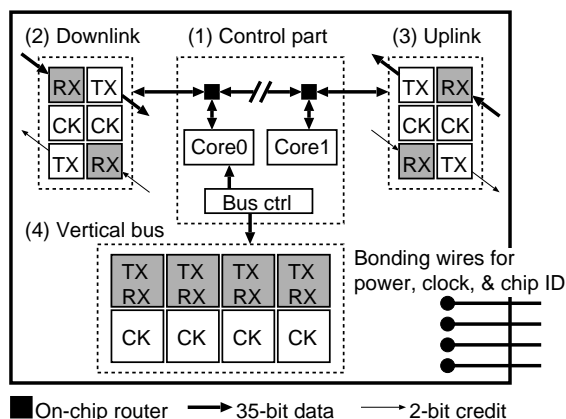 (2) Downlink (1) Control part (3) Uplink
RX TX
TX RX
CK CK
CK CK
TX RX
RX TX
Core0 Core1
Bus ctrl
(4) Vertical bus
TX TX TX TX
RX RX RX RX
CK CK CK CK
Bonding wires for
power, clock, & chip ID
On-chip router 35-bit data 2-bit credit